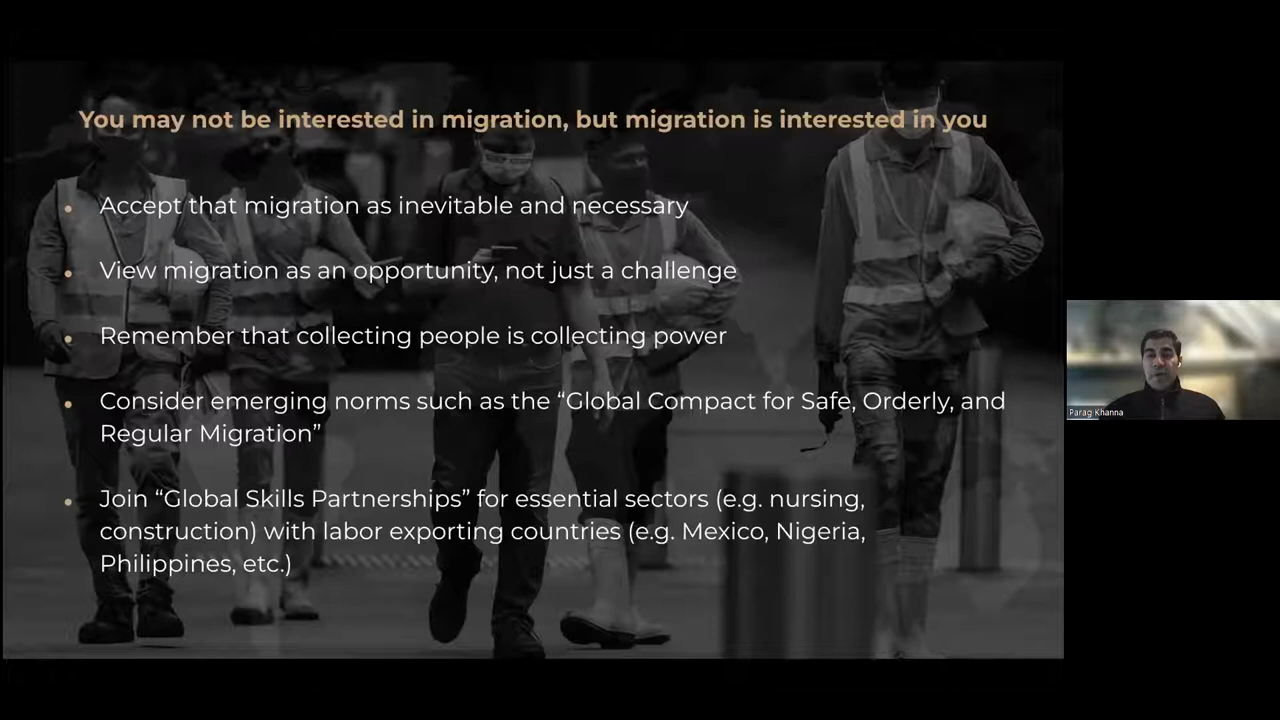 You may not be interested in migration, but migration is interested in you
• Accept that migration as inevitable and necessary
• View migration as an opportunity, not just a challenge
• Remember that collecting people is collecting power
• Consider emerging norms such as the “Global Compact for Safe, Orderly, and
Regular Migration”
• Join “Global Skills Partnerships” for essential sectors (e.g. nursing,
construction) with labor exporting countries (e.g. Mexico, Nigeria,
Philippines, etc.)
Parag Khanna